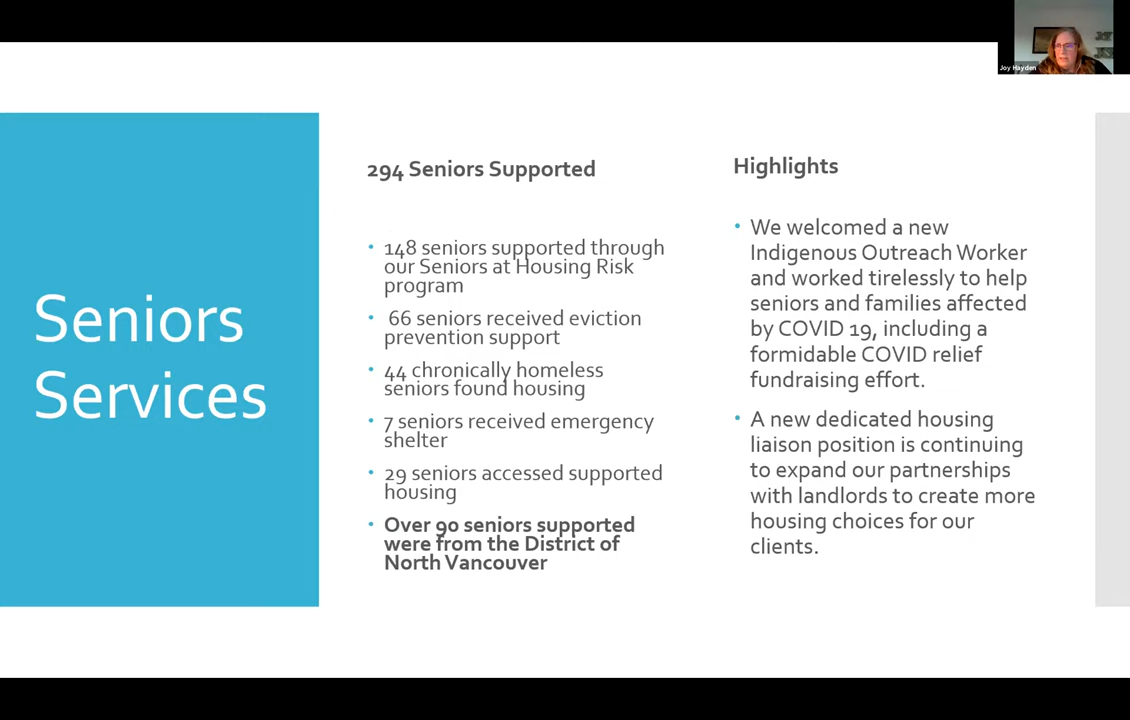 Joy Hayden
Seniors
Services
294 Seniors Supported
• 148 seniors supported through
our Seniors at Housing Risk
program
• 66 seniors received eviction
prevention support
• 44 chronically homeless
seniors found housing
• 7 seniors received emergency
shelter
• 29 seniors accessed supported
housing
• Over 90 seniors supported
were from the District of
North Vancouver
Highlights
• We welcomed a new
Indigenous Outreach Worker
and worked tirelessly to help
seniors and families affected
by COVID 19, including a
formidable COVID relief
fundraising effort.
• A new dedicated housing
liaison position is continuing
to expand our partnerships
with landlords to create more
housing choices for our
clients.